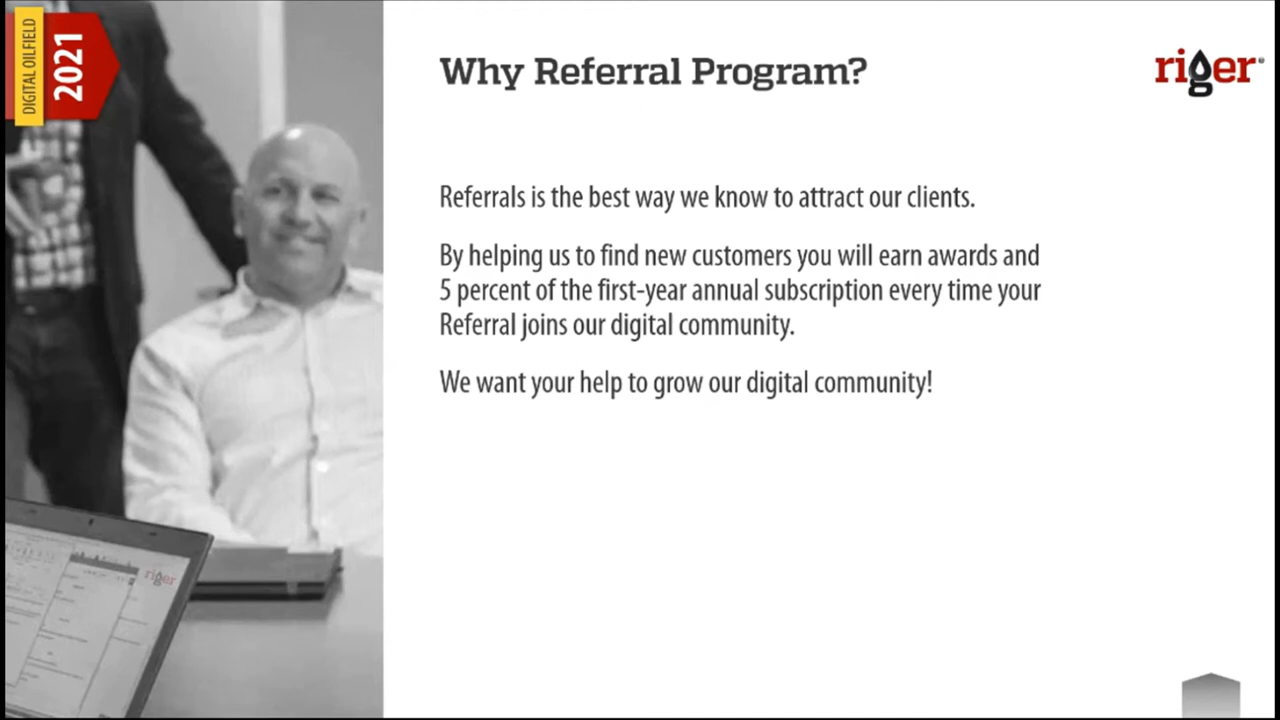 DIGITAL OILFIELD
2021
Why Referral Program?
riger®
Referrals is the best way we know to attract our clients.
By helping us to find new customers you will earn awards and
5 percent of the first-year annual subscription every time your
Referral joins our digital community.
We want your help to grow our digital community!
riger